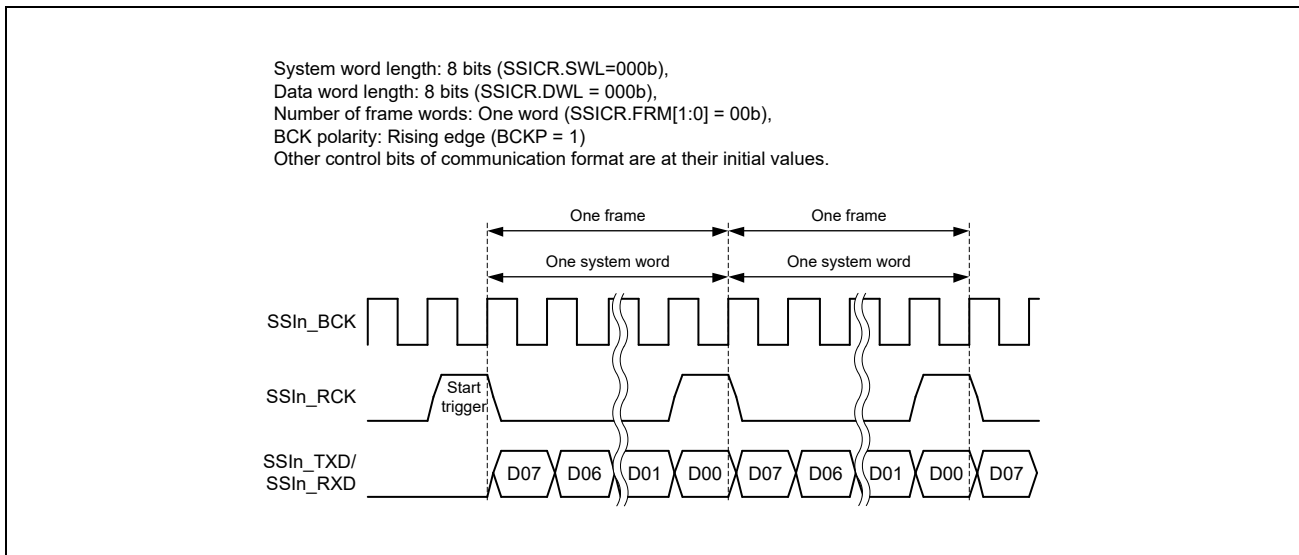 System word length: 8 bits (SSICR.SWL=000b),
Data word length: 8 bits (SSICR.DWL = 000b),
Number of frame words: One word (SSICR.FRM[1:0] = 00b),
BCK polarity: Rising edge (BCKP = 1)
Other control bits of communication format are at their initial values.
One frame One frame
One system word One system word
SSIn_BCK
SSIn_RCK
Start
trigger
SSIn_TXD/
SSIn_RXD
D07 D06 D01 D00 D07 D06 D01 D00 D07